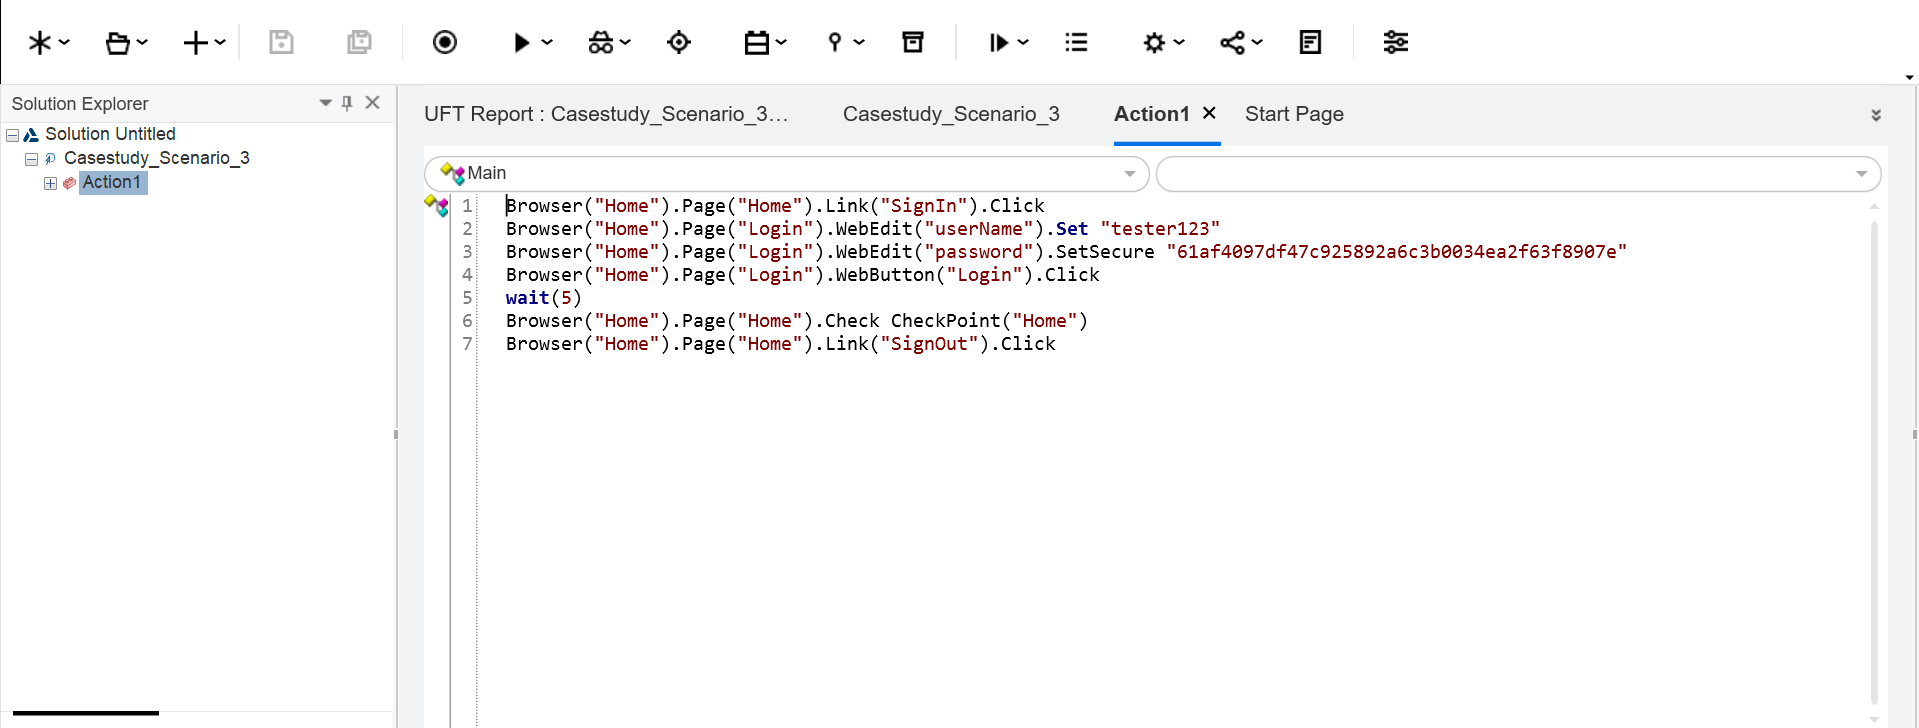 Solution Explorer
Solution Untitled
Casestudy_Scenario_3
Action1
UFT Report : Casestudy_Scenario_3... Casestudy_Scenario_3 Action1 Start Page
Main
1 Browser("Home").Page("Home").Link("SignIn").Click
2 Browser("Home").Page("Login").WebEdit("userName").Set "tester123"
3 Browser("Home").Page("Login").WebEdit("password").SetSecure "61af4097df47c925892a6c3b0034ea2f63f8907e"
4 Browser("Home").Page("Login").WebButton("Login").Click
5 wait(5)
6 Browser("Home").Page("Home").Check CheckPoint("Home")
7 Browser("Home").Page("Home").Link("SignOut").Click